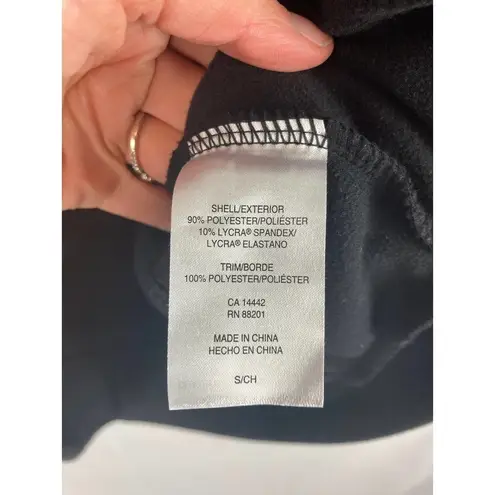 SHELL/EXTERIOR
90% POLYESTER/POLIÉSTER
10% LYCRA® SPANDEX/
LYCRA® ELASTANO
TRIM/BORDE
100% POLYESTER/POLIÉSTER
CA 14442
RN 88201
MADE IN CHINA
HECHO EN CHINA
S/CH